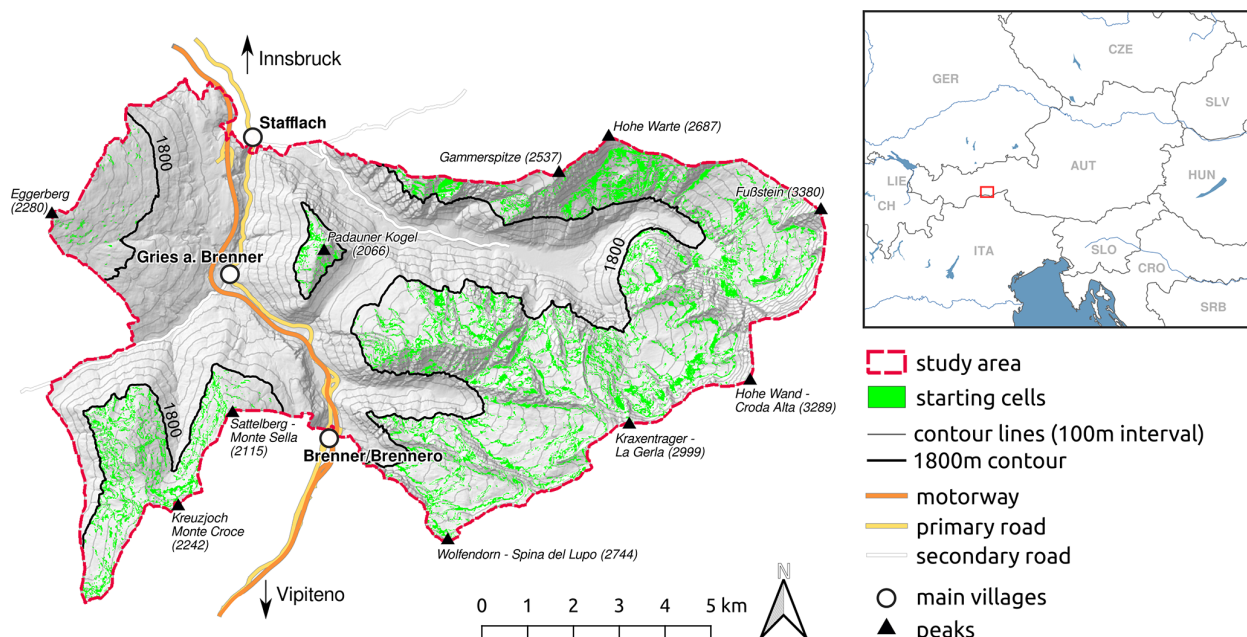 Innsbruck
Stafflach
1800
Hohe Warte (2687)
Gammerspitze (2537)
Fußstein (3380)
Eggerberg
(2280)
Padauner Kogel
(2066)
1800
Gries a. Brenner
Hohe Wand -
Croda Alta (3289)
1800
Sattelberg -
Monte Sella
(2115)
Kraxentrager -
La Gerla (2999)
Brenner/Brennero
Kreuzjoch
Monte Croce
(2242)
Wolfendorn - Spina del Lupo (2744)
Vipiteno
0 1 2 3 4 5 km
N
CZE
GER
SLV
AUT
LIE
HUN
CH
ITA
SLO
CRO
SRB
study area
starting cells
contour lines (100m interval)
1800m contour
motorway
primary road
secondary road
main villages
peaks